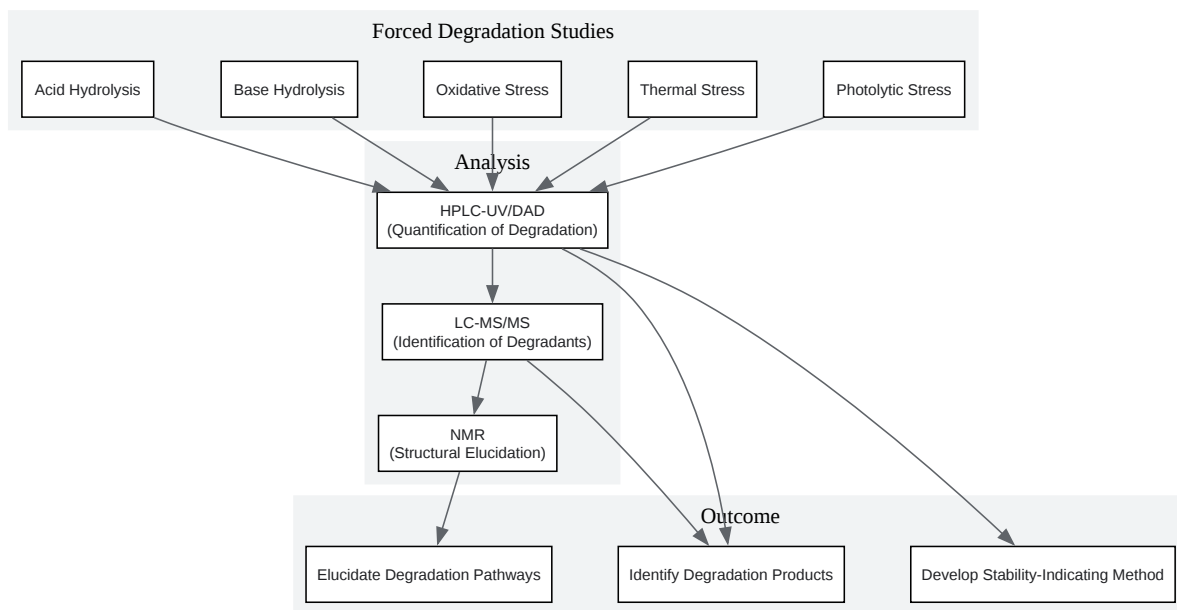 Forced Degradation Studies
Acid Hydrolysis
Base Hydrolysis
Oxidative Stress
Thermal Stress
Photolytic Stress
Analysis
HPLC-UV/DAD
(Quantification of Degradation)
LC-MS/MS
(Identification of Degradants)
NMR
(Structural Elucidation)
Outcome
Elucidate Degradation Pathways
Identify Degradation Products
Develop Stability-Indicating Method